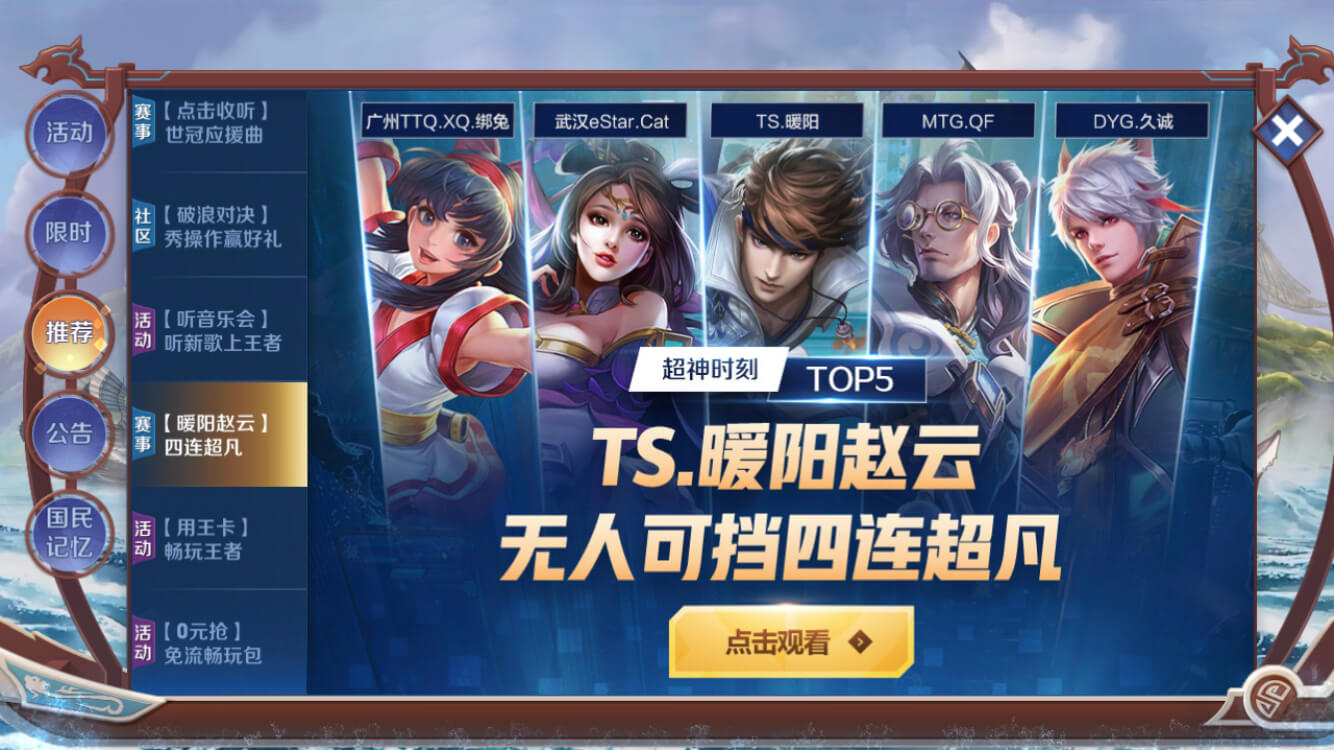 活动
限时
推荐
公告
国民
记忆
赛事
【点击收听】
世冠应援曲
社区
【破浪对决】
秀操作赢好礼
活动
【听音乐会】
听新歌上王者
赛事
【暖阳赵云】
四连超凡
活动
【用王卡】
畅玩王者
活动
【0元抢】
免流畅玩包
广州TTQ.XQ.绑兔
武汉eStar.Cat
TS.暖阳
MTG.QF
DYG.久诚
超神时刻
TOP5
TS.暖阳赵云
无人可挡四连超凡
点击观看